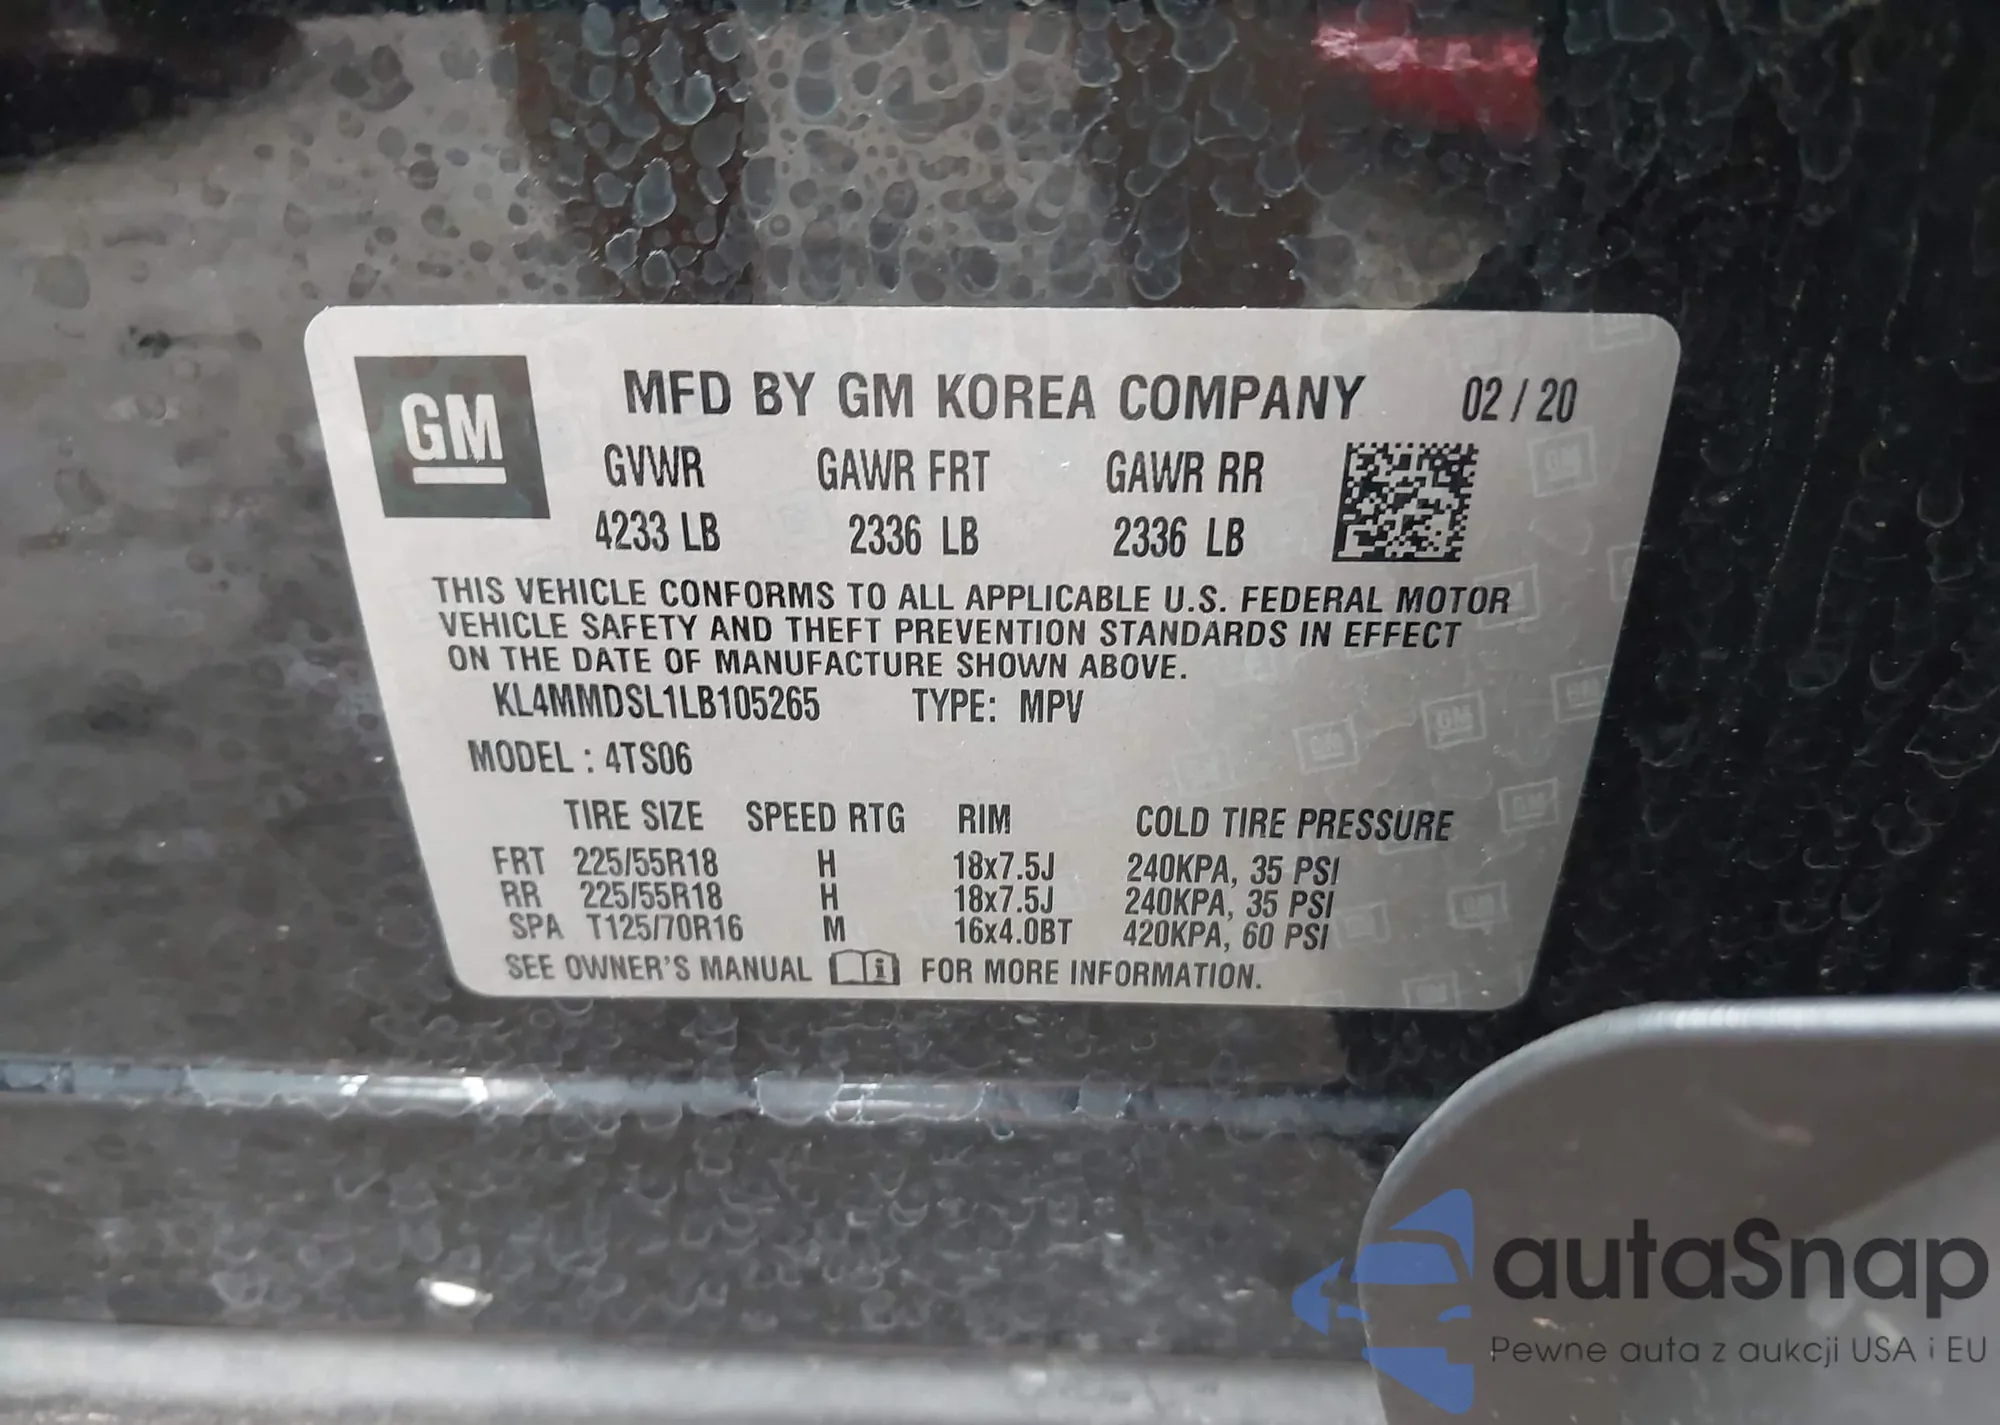 GM
MFD BY GM KOREA COMPANY 02 / 20
GVWR GAWR FRT GAWR RR
4233 LB 2336 LB 2336 LB
THIS VEHICLE CONFORMS TO ALL APPLICABLE U.S. FEDERAL MOTOR
VEHICLE SAFETY AND THEFT PREVENTION STANDARDS IN EFFECT
ON THE DATE OF MANUFACTURE SHOWN ABOVE.
KL4MMDSL1LB105265 TYPE: MPV
MODEL : 4TS06
TIRE SIZE SPEED RTG RIM COLD TIRE PRESSURE
FRT 225/55R18 H 18x7.5J 240KPA, 35 PSI
RR 225/55R18 H 18x7.5J 240KPA, 35 PSI
SPA T125/70R16 M 16x4.0BT 420KPA, 60 PSI
SEE OWNER'S MANUAL FOR MORE INFORMATION.
autaSnap
Pewne auta z aukcji USA i EU